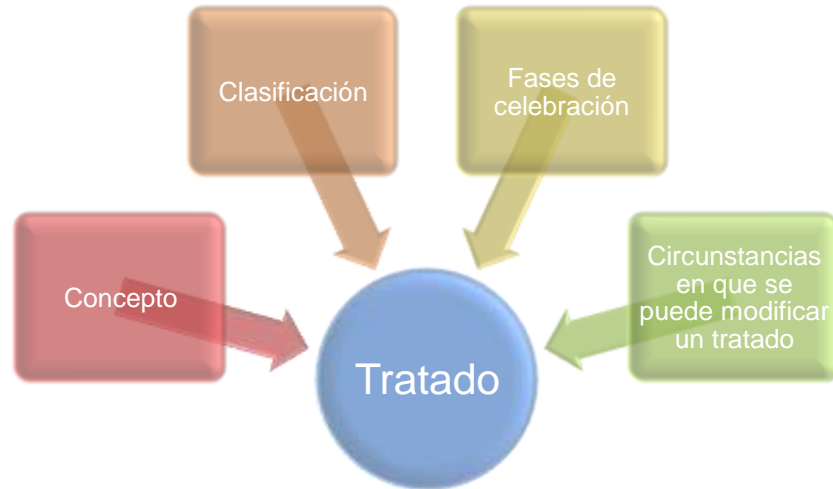 Clasificación
Fases de
celebración
Concepto
Circunstancias
en que se
puede modificar
un tratado
Tratado